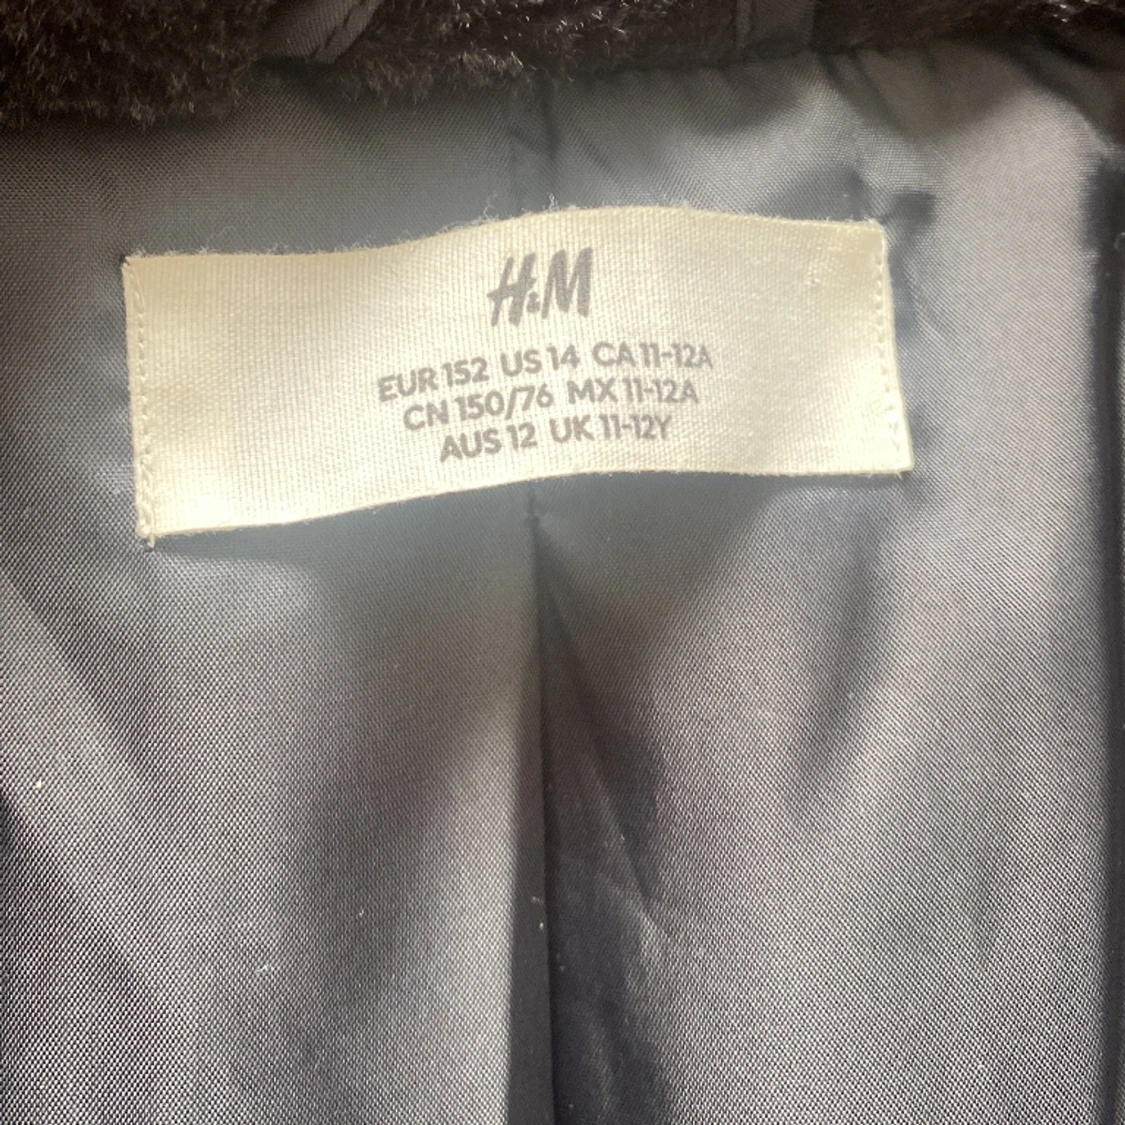 H&M
EUR 152 US 14 CA 11-12A
CN 150/76 MX 11-12A
AUS 12 UK 11-12Y